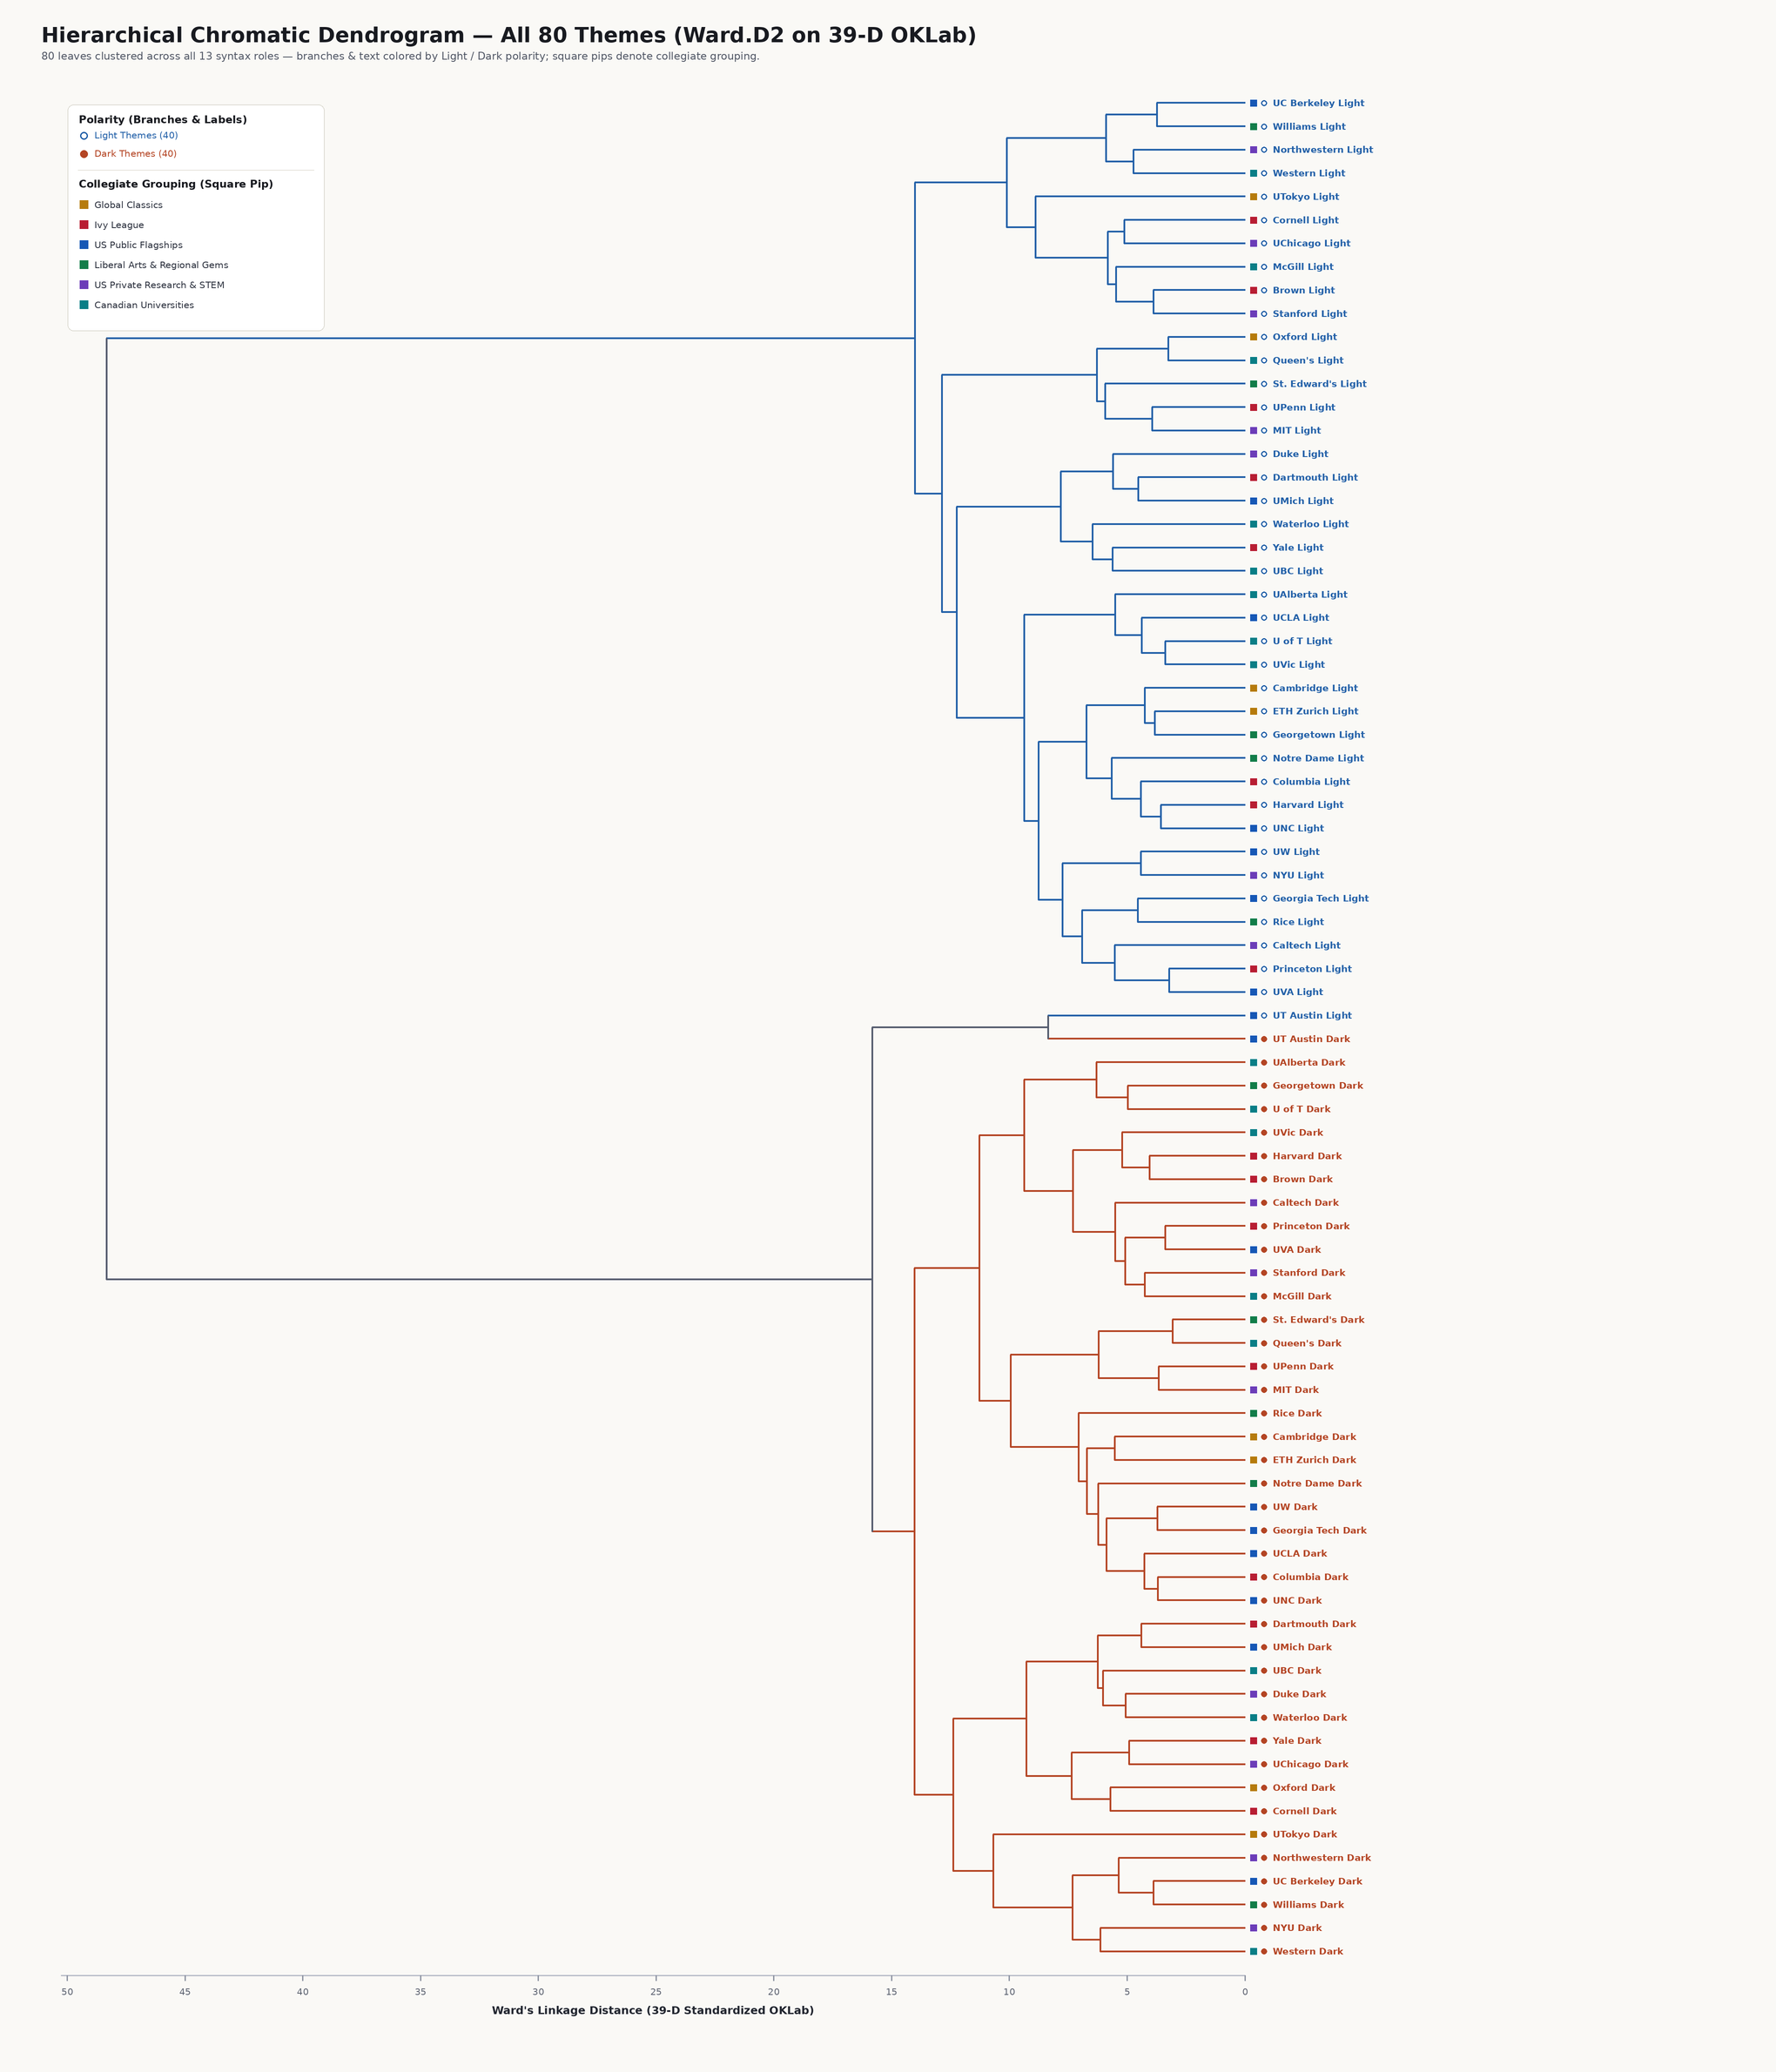 Hierarchical Chromatic Dendrogram — All 80 Themes (Ward.D2 on 39-D OKLab)
80 leaves clustered across all 13 syntax roles — branches & text colored by Light / Dark polarity; square pips denote collegiate grouping.
Polarity (Branches & Labels)
Light Themes (40)
Dark Themes (40)
Collegiate Grouping (Square Pip)
Global Classics
Ivy League
US Public Flagships
Liberal Arts & Regional Gems
US Private Research & STEM
Canadian Universities
UC Berkeley Light
Williams Light
Northwestern Light
Western Light
UTokyo Light
Cornell Light
UChicago Light
McGill Light
Brown Light
Stanford Light
Oxford Light
Queen's Light
St. Edward's Light
UPenn Light
MIT Light
Duke Light
Dartmouth Light
UMich Light
Waterloo Light
Yale Light
UBC Light
UAlberta Light
UCLA Light
U of T Light
UVic Light
Cambridge Light
ETH Zurich Light
Georgetown Light
Notre Dame Light
Columbia Light
Harvard Light
UNC Light
UW Light
NYU Light
Georgia Tech Light
Rice Light
Caltech Light
Princeton Light
UVA Light
UT Austin Light
UT Austin Dark
UAlberta Dark
Georgetown Dark
U of T Dark
UVic Dark
Harvard Dark
Brown Dark
Caltech Dark
Princeton Dark
UVA Dark
Stanford Dark
McGill Dark
St. Edward's Dark
Queen's Dark
UPenn Dark
MIT Dark
Rice Dark
Cambridge Dark
ETH Zurich Dark
Notre Dame Dark
UW Dark
Georgia Tech Dark
UCLA Dark
Columbia Dark
UNC Dark
Dartmouth Dark
UMich Dark
UBC Dark
Duke Dark
Waterloo Dark
Yale Dark
UChicago Dark
Oxford Dark
Cornell Dark
UTokyo Dark
Northwestern Dark
UC Berkeley Dark
Williams Dark
NYU Dark
Western Dark
50 45 40 35 30 25 20 15 10 5 0
Ward's Linkage Distance (39-D Standardized OKLab)